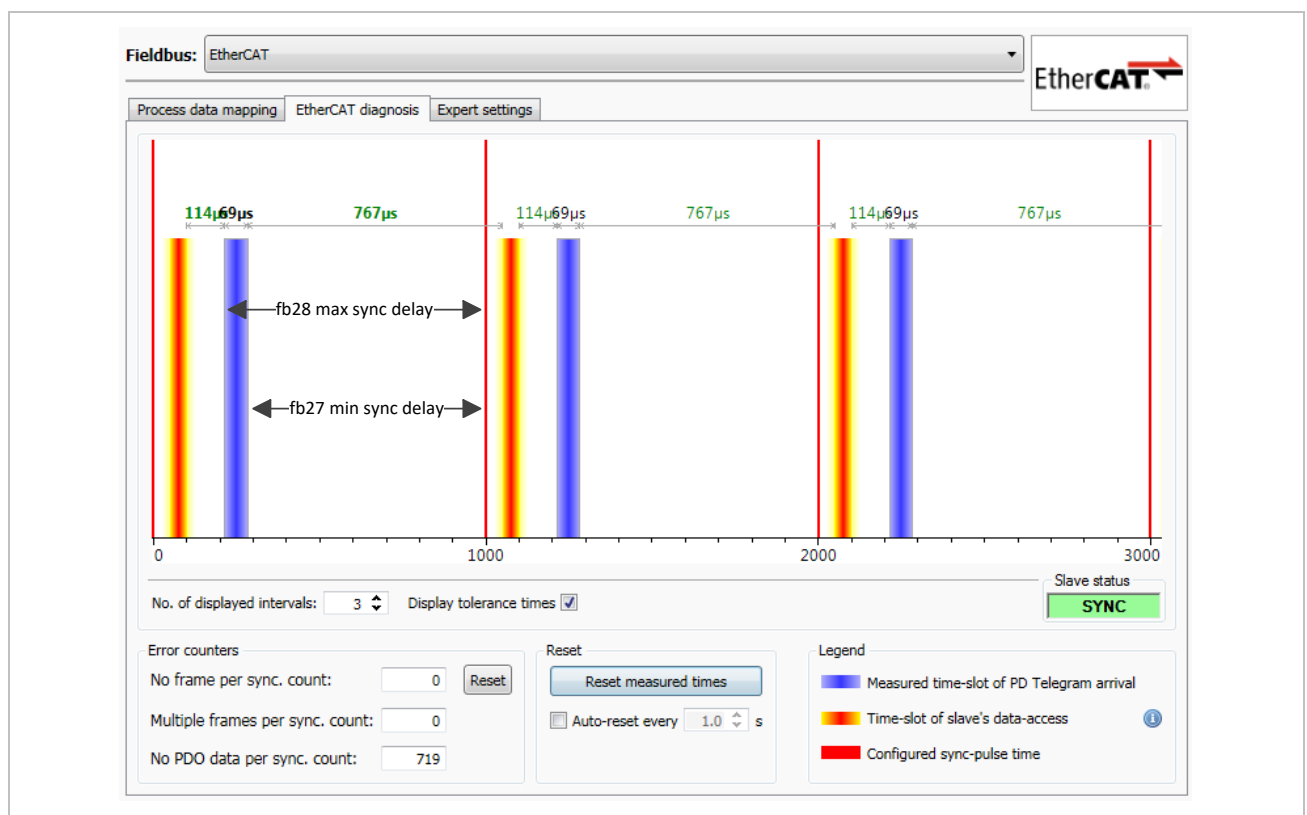 Fieldbus: EtherCAT
EtherCAT®
Process data mapping EtherCAT diagnosis Expert settings
114µs 69µs 767µs 114µs 69µs 767µs 114µs 69µs 767µs
fb28 max sync delay
fb27 min sync delay
0 1000 2000 3000
Slave status
No. of displayed intervals: 3 Display tolerance times
SYNC
Error counters Reset Legend
No frame per sync. count: 0 Reset Reset measured times Measured time-slot of PD Telegram arrival
Multiple frames per sync. count: 0 Auto-reset every 1.0 s Time-slot of slave's data-access
No PDO data per sync. count: 719 Configured sync-pulse time